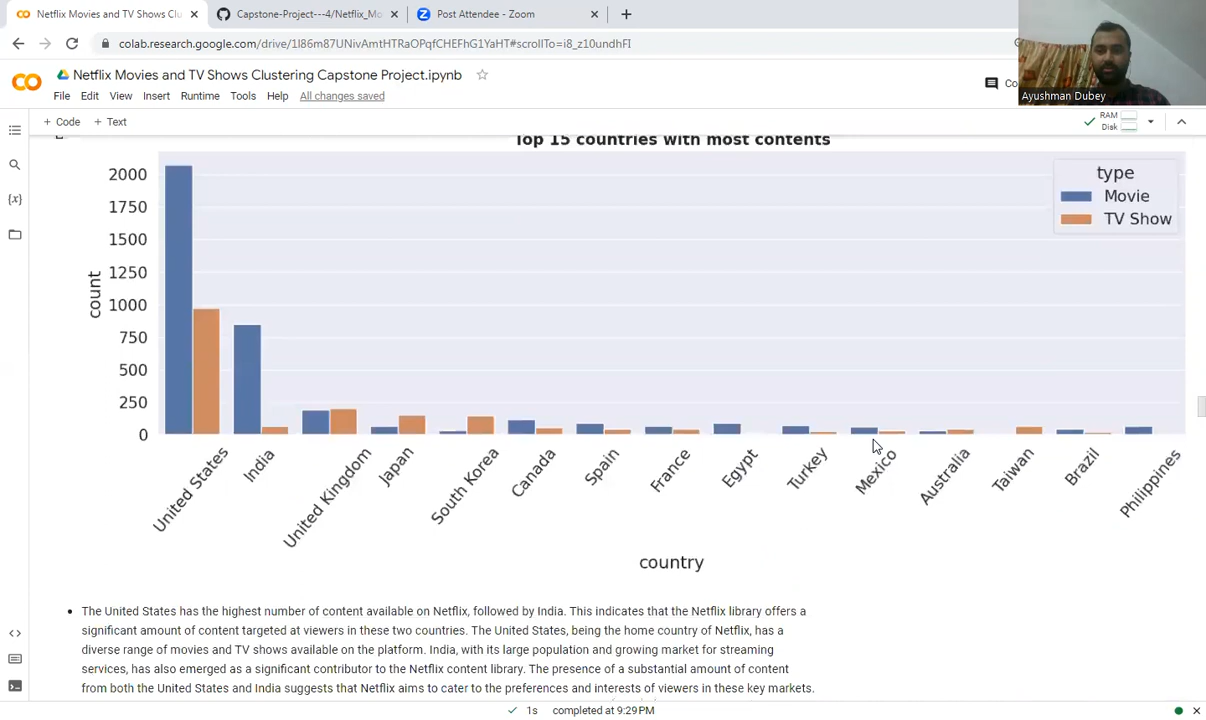 Netflix Movies and TV Shows Clu
Capstone-Project---4/Netflix_Mo
Post Attendee - Zoom
colab.research.google.com/drive/1l86m87UNivAmtHTRaOPqfCHEFhG1YaHT#scrollTo=i8_z10undhFI
Netflix Movies and TV Shows Clustering Capstone Project.ipynb
Co
Ayushman Dubey
File Edit View Insert Runtime Tools Help All changes saved
+ Code + Text
RAM
Disk
Top 15 countries with most contents
type
Movie
TV Show
2000
1750
1500
1250
1000
750
500
250
0
count
United States
India
United Kingdom
Japan
South Korea
Canada
Spain
France
Egypt
Turkey
Mexico
Australia
Taiwan
Brazil
Philippines
country
• The United States has the highest number of content available on Netflix, followed by India. This indicates that the Netflix library offers a
significant amount of content targeted at viewers in these two countries. The United States, being the home country of Netflix, has a
diverse range of movies and TV shows available on the platform. India, with its large population and growing market for streaming
services, has also emerged as a significant contributor to the Netflix content library. The presence of a substantial amount of content
from both the United States and India suggests that Netflix aims to cater to the preferences and interests of viewers in these key markets.
1s completed at 9:29PM